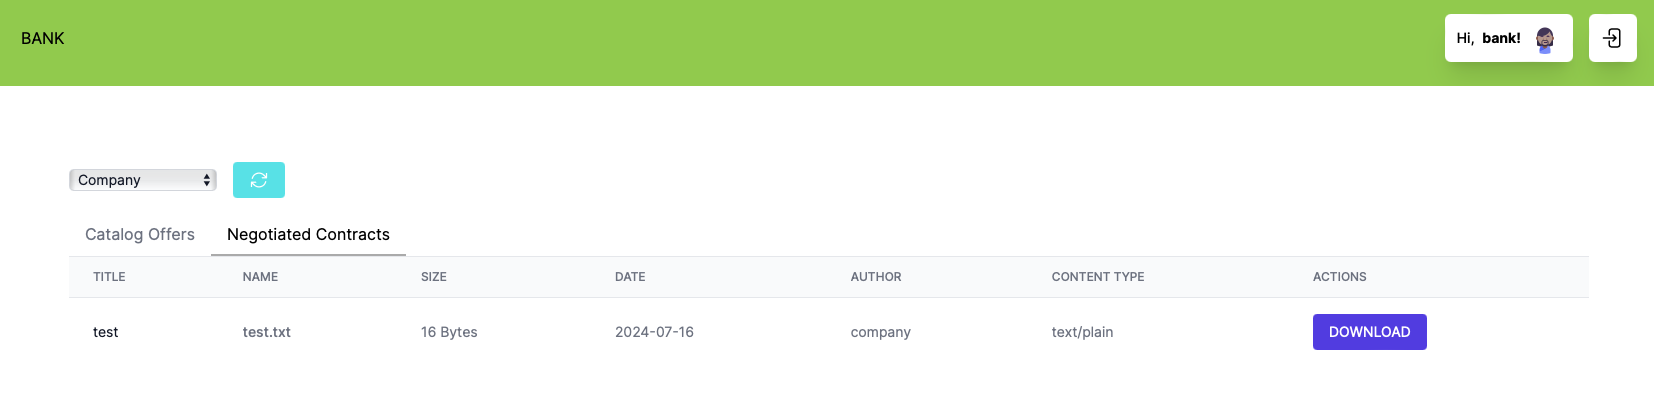 BANK
Hi, bank!
Company
Catalog Offers Negotiated Contracts
TITLE NAME SIZE DATE AUTHOR CONTENT TYPE ACTIONS
test test.txt 16 Bytes 2024-07-16 company text/plain DOWNLOAD